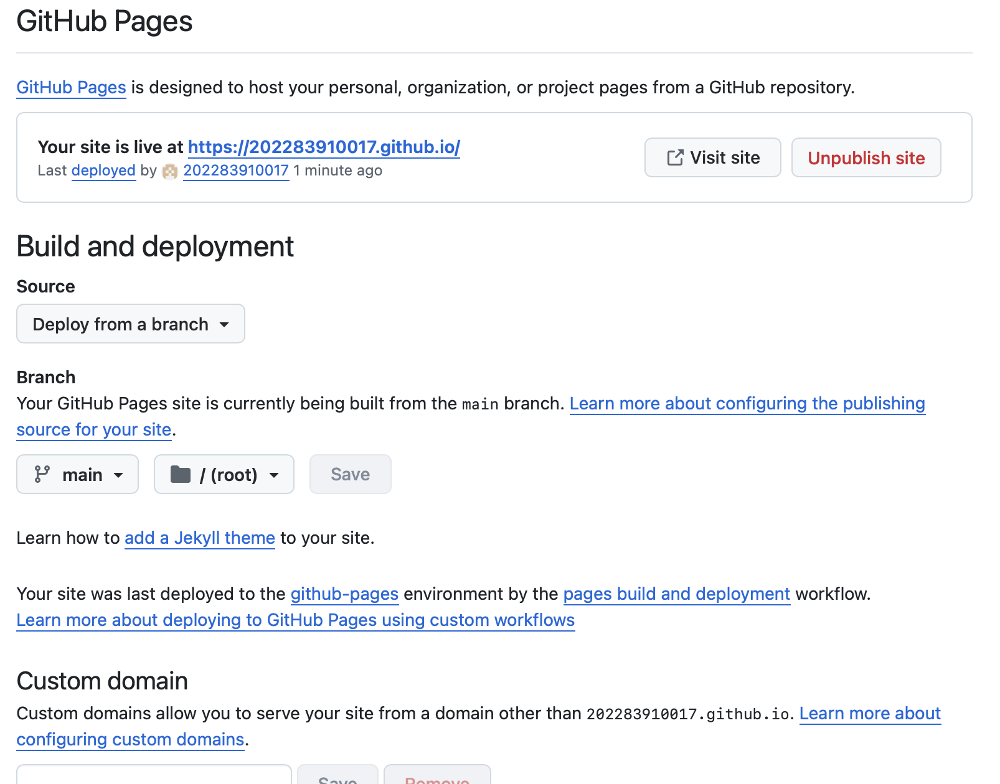 GitHub Pages
GitHub Pages is designed to host your personal, organization, or project pages from a GitHub repository.
Your site is live at https://202283910017.github.io/
Last deployed by 202283910017 1 minute ago
Visit site
Unpublish site
Build and deployment
Source
Deploy from a branch
Branch
Your GitHub Pages site is currently being built from the main branch. Learn more about configuring the publishing
source for your site.
main
/ (root)
Save
Learn how to add a Jekyll theme to your site.
Your site was last deployed to the github-pages environment by the pages build and deployment workflow.
Learn more about deploying to GitHub Pages using custom workflows
Custom domain
Custom domains allow you to serve your site from a domain other than 202283910017.github.io. Learn more about
configuring custom domains.
Save
Remove